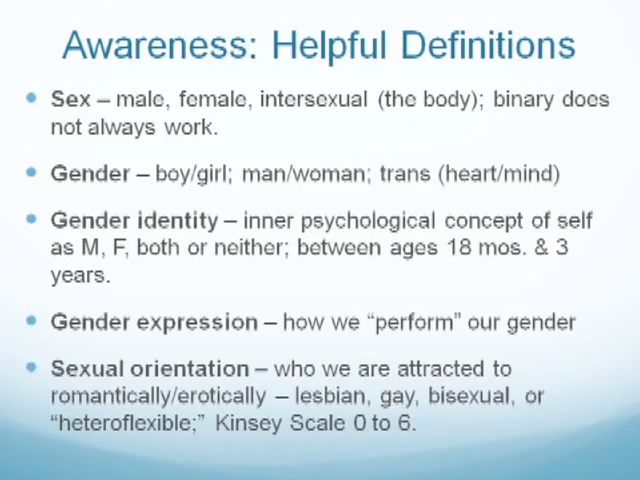 Awareness: Helpful Definitions
Sex – male, female, intersexual (the body); binary does
not always work.
Gender – boy/girl; man/woman; trans (heart/mind)
Gender identity – inner psychological concept of self
as M, F, both or neither; between ages 18 mos. & 3
years.
Gender expression – how we “perform” our gender
Sexual orientation – who we are attracted to
romantically/erotically – lesbian, gay, bisexual, or
“heteroflexible;” Kinsey Scale 0 to 6.